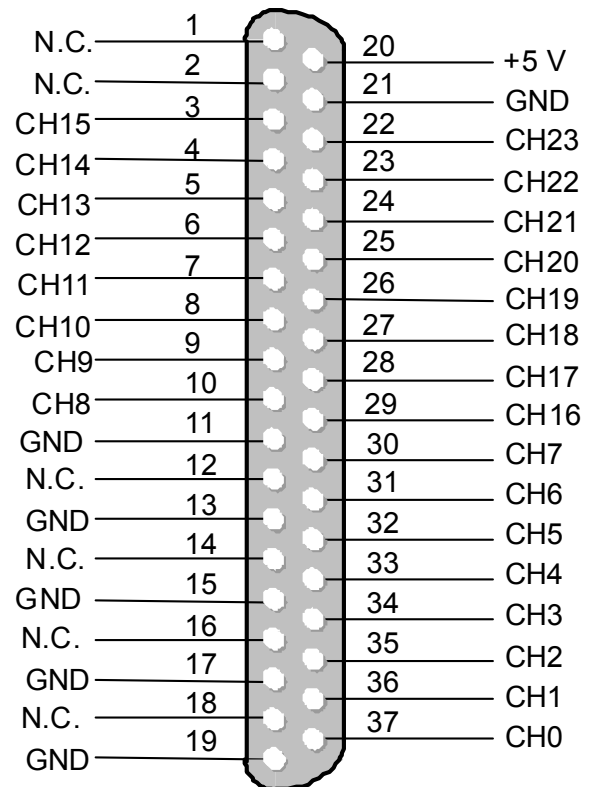 N.C. 1
N.C. 2
CH15 3
CH14 4
CH13 5
CH12 6
CH11 7
CH10 8
CH9 9
CH8 10
GND 11
N.C. 12
GND 13
N.C. 14
GND 15
N.C. 16
GND 17
N.C. 18
GND 19
20 +5 V
21 GND
22 CH23
23 CH22
24 CH21
25 CH20
26 CH19
27 CH18
28 CH17
29 CH16
30 CH7
31 CH6
32 CH5
33 CH4
34 CH3
35 CH2
36 CH1
37 CH0